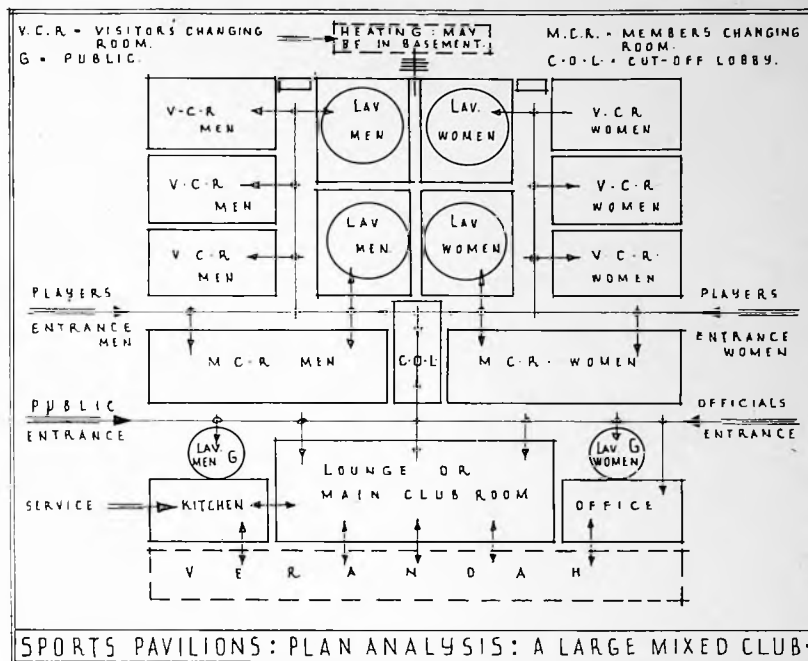 V.C.R = VISITORS CHANGING
ROOM.
G = PUBLIC.
HEATING : MAY
BE IN BASEMENT.
M.C.R. = MEMBERS CHANGING
ROOM.
C.O.L. = CUT-OFF LOBBY.
V.C.R
MEN
LAV
MEN
LAV.
WOMEN
V.C.R
WOMEN
V.C.R
MEN
V.C.R
WOMEN
V.C.R
MEN
LAV
MEN.
LAV
WOMEN
V.C.R.
WOMEN
PLAYERS
ENTRANCE
MEN
PLAYERS
ENTRANCE
WOMEN
M.C.R MEN
C.O.L.
M.C.R. WOMEN
PUBLIC
ENTRANCE
OFFICIALS
ENTRANCE
LAV.
MEN G
LAV. G
WOMEN
LOUNGE OR
MAIN CLUB ROOM
SERVICE
KITCHEN
OFFICE
VERANDAH
SPORTS PAVILIONS: PLAN ANALYSIS: A LARGE MIXED CLUB.